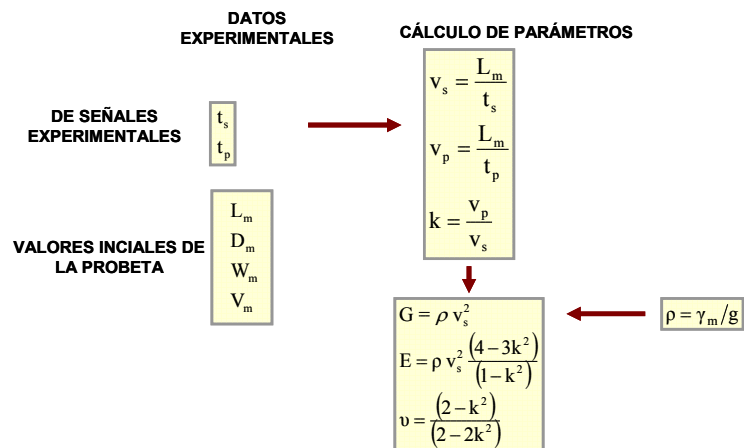 DATOS
EXPERIMENTALES
CÁLCULO DE PARÁMETROS
DE SEÑALES
EXPERIMENTALES
t_s
t_p
v_s = L_m / t_s
v_p = L_m / t_p
k = v_p / v_s
VALORES INCIALES DE
LA PROBETA
L_m
D_m
W_m
V_m
G = ρ v_s^2
E = ρ v_s^2 (4 − 3k^2) / (1 − k^2)
υ = (2 − k^2) / (2 − 2k^2)
ρ = γ_m/g